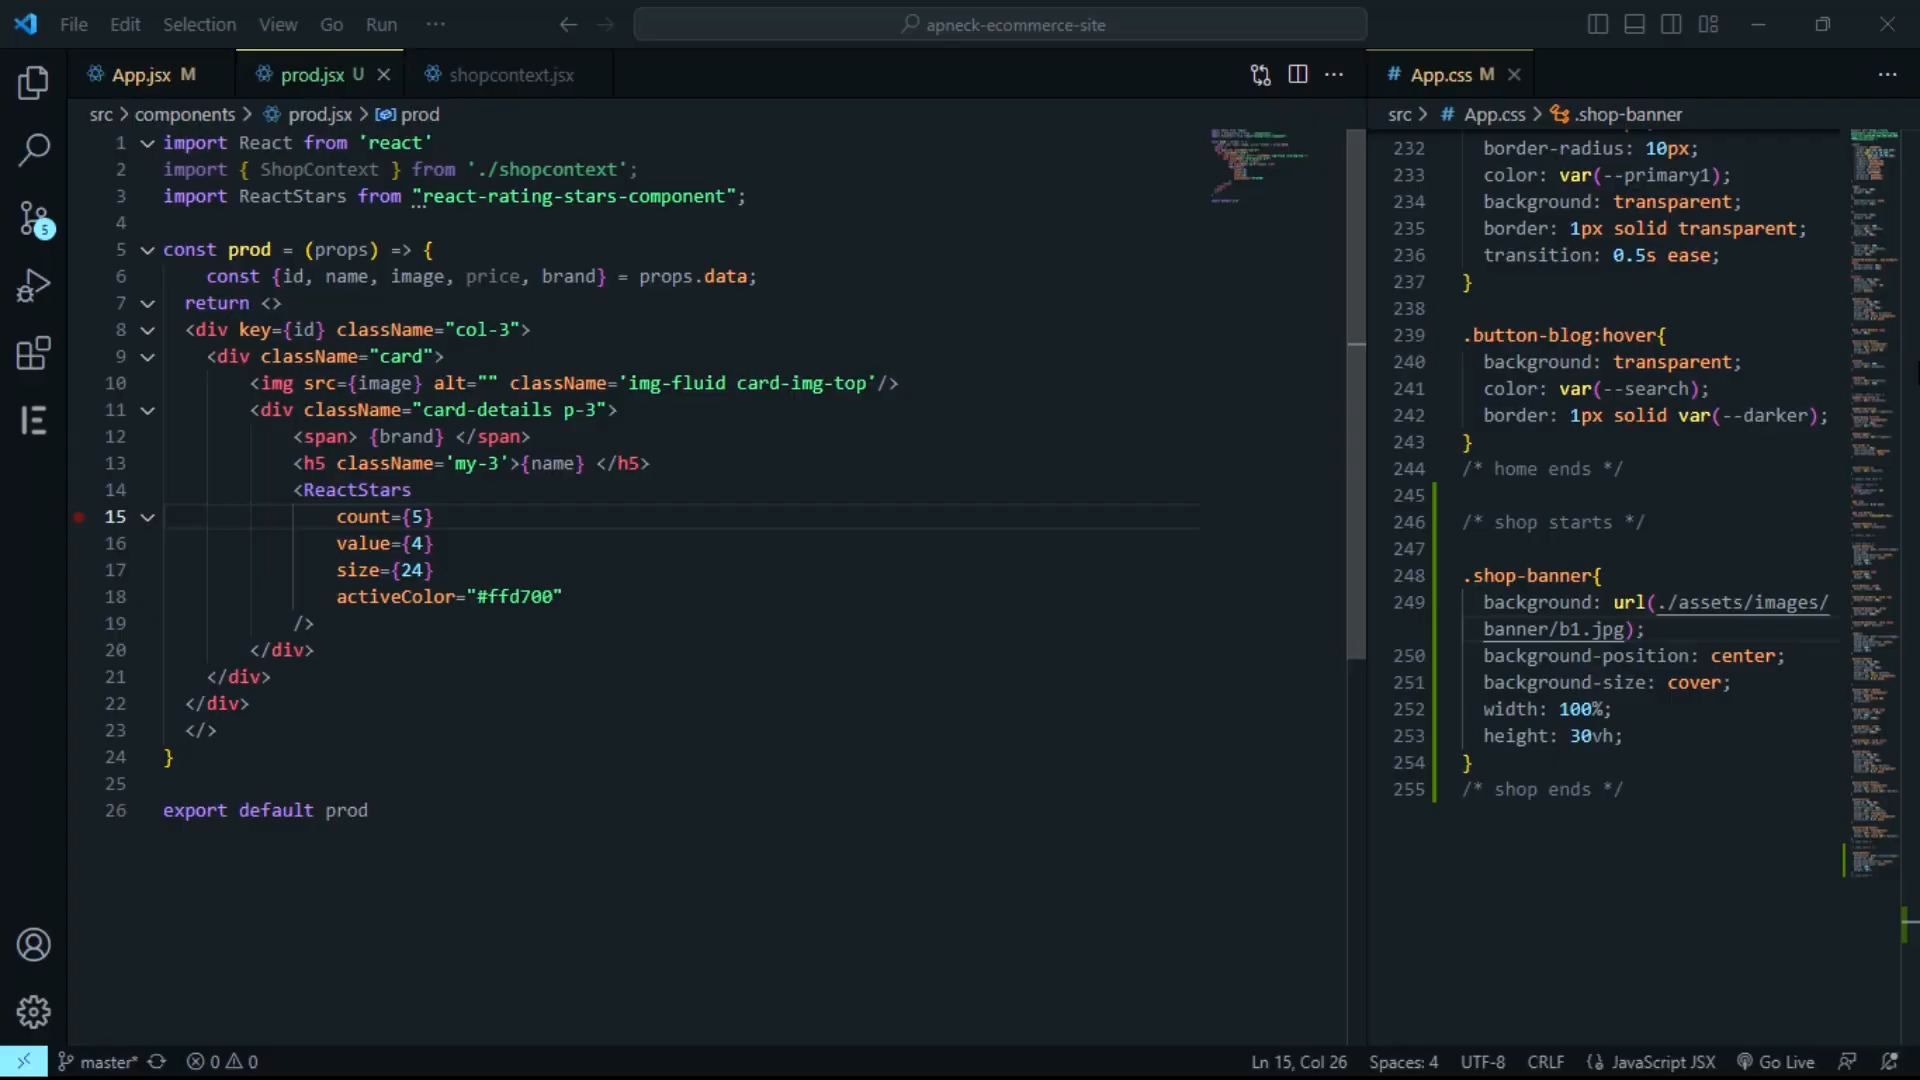 File Edit Selection View Go Run ··· apneck-ecommerce-site
App.jsx M prod.jsx U shopcontext.jsx
src > components > prod.jsx > prod
1 import React from 'react'
2 import { ShopContext } from './shopcontext';
3 import ReactStars from "react-rating-stars-component";
4
5 const prod = (props) => {
6 const {id, name, image, price, brand} = props.data;
7 return <>
8 <div key={id} className="col-3">
9 <div className="card">
10 <img src={image} alt="" className='img-fluid card-img-top'/>
11 <div className="card-details p-3">
12 <span> {brand} </span>
13 <h5 className='my-3'>{name} </h5>
14 <ReactStars
15 count={5}
16 value={4}
17 size={24}
18 activeColor="#ffd700"
19 />
20 </div>
21 </div>
22 </div>
23 </>
24 }
25
26 export default prod
# App.css M
src > # App.css > .shop-banner
232 border-radius: 10px;
233 color: var(--primary1);
234 background: transparent;
235 border: 1px solid transparent;
236 transition: 0.5s ease;
237 }
238
239 .button-blog:hover{
240 background: transparent;
241 color: var(--search);
242 border: 1px solid var(--darker);
243 }
244 /* home ends */
245
246 /* shop starts */
247
248 .shop-banner{
249 background: url(./assets/images/
banner/b1.jpg);
250 background-position: center;
251 background-size: cover;
252 width: 100%;
253 height: 30vh;
254 }
255 /* shop ends */
5
master* 0 0 Ln 15, Col 26 Spaces: 4 UTF-8 CRLF JavaScript JSX Go Live